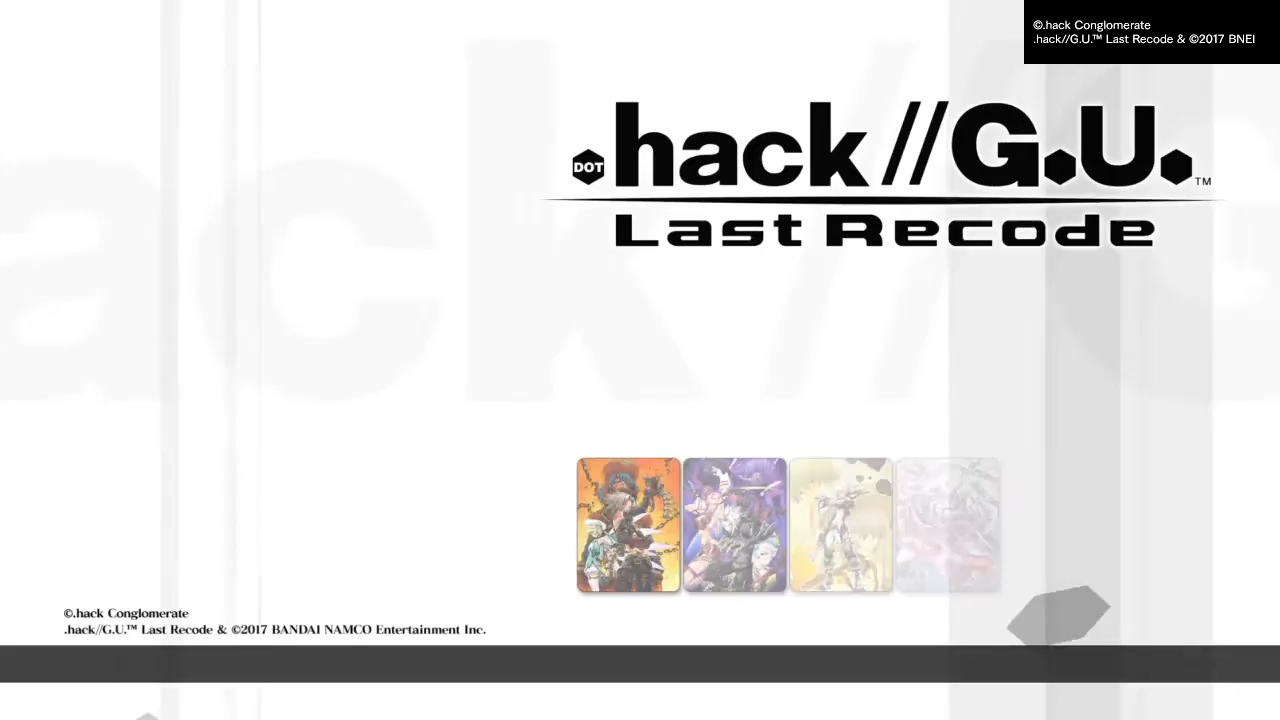 ©.hack Conglomerate
.hack//G.U.™ Last Recode & ©2017 BNEI
DOT
.hack//G.U.™
Last Recode
ack//G
©.hack Conglomerate
.hack//G.U.™ Last Recode & ©2017 BANDAI NAMCO Entertainment Inc.